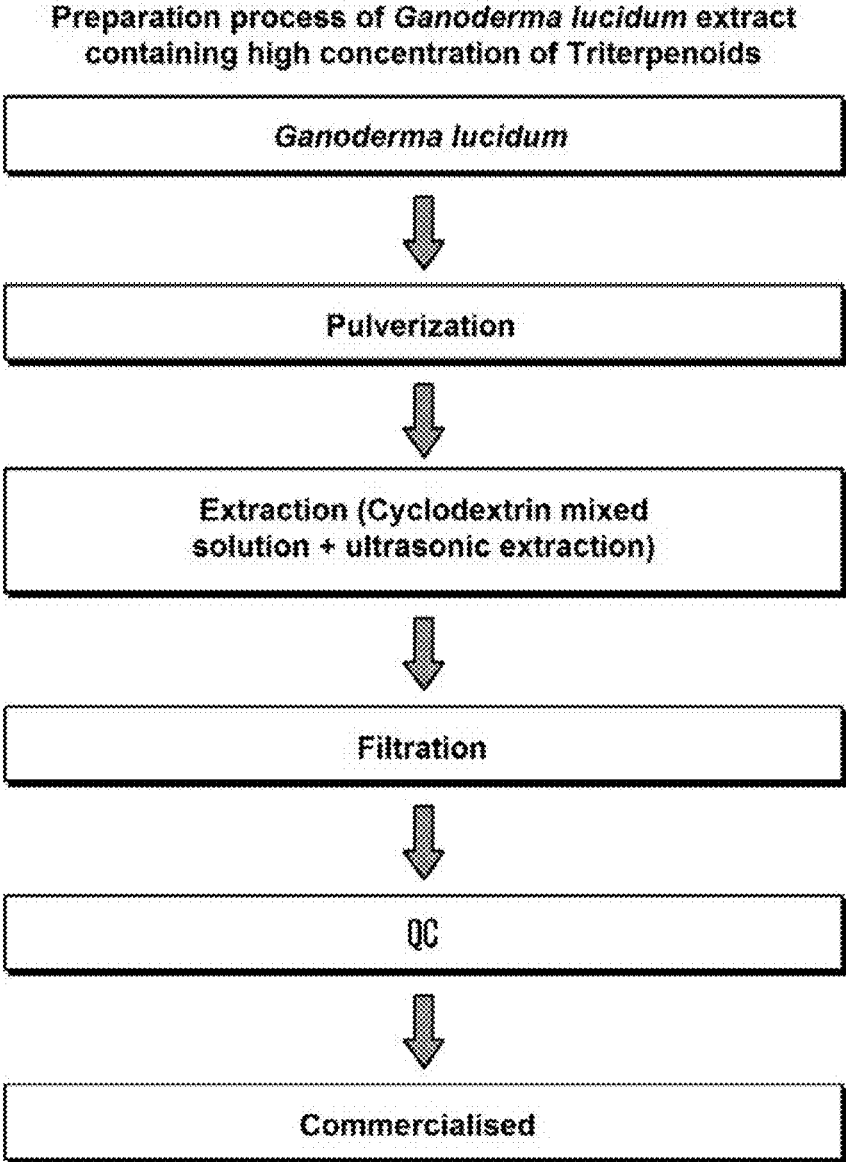 Preparation process of Ganoderma lucidum extract
containing high concentration of Triterpenoids
Ganoderma lucidum
Pulverization
Extraction (Cyclodextrin mixed
solution + ultrasonic extraction)
Filtration
QC
Commercialised